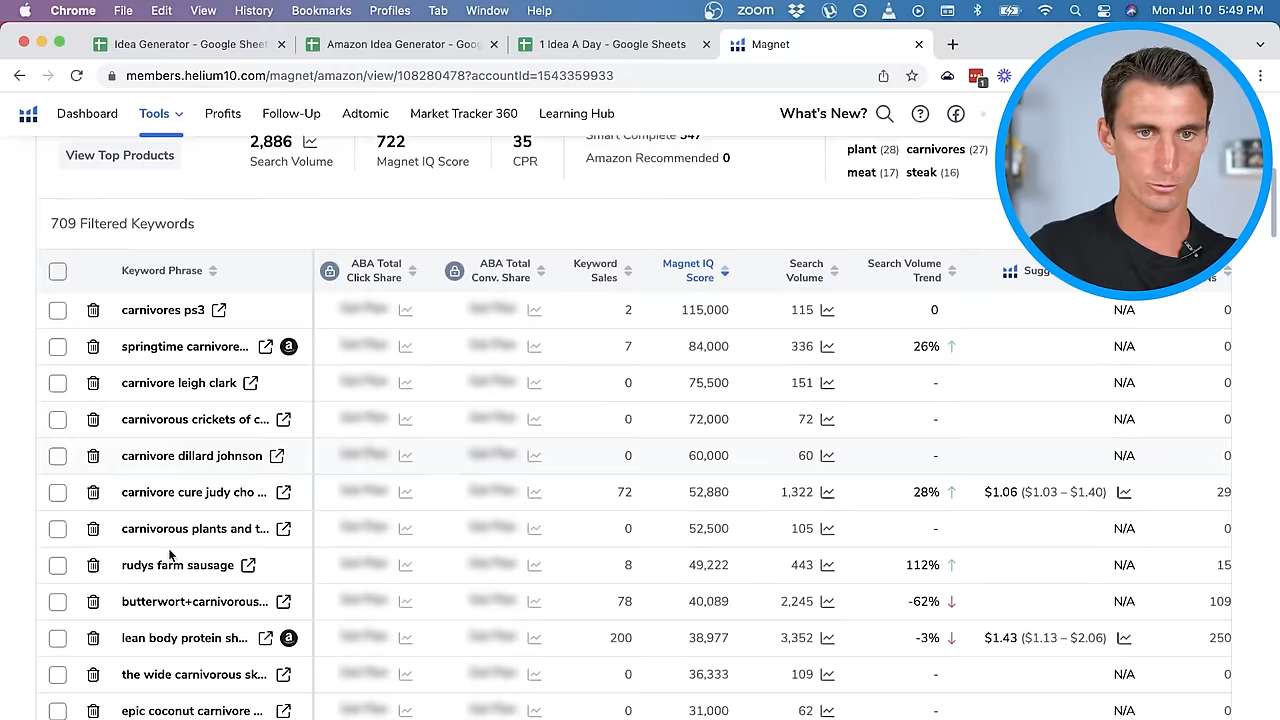 Chrome File Edit View History Bookmarks Profiles Tab Window Help zoom Mon Jul 10 5:49 PM
Idea Generator - Google Sheet Amazon Idea Generator - Goog 1 Idea A Day - Google Sheets Magnet
members.helium10.com/magnet/amazon/view/108280478?accountId=1543359933
Dashboard Tools Profits Follow-Up Adtomic Market Tracker 360 Learning Hub What's New?
View Top Products
2,886 722 35
Search Volume Magnet IQ Score CPR
Smart Complete 547
Amazon Recommended 0
plant (28) carnivores (27)
meat (17) steak (16)
709 Filtered Keywords
Keyword Phrase ABA Total Click Share ABA Total Conv. Share Keyword Sales Magnet IQ Score Search Volume Search Volume Trend
carnivores ps3 2 115,000 115 0 N/A 0
springtime carnivore... a 7 84,000 336 26% N/A 0
carnivore leigh clark 0 75,500 151 - N/A 0
carnivorous crickets of c... 0 72,000 72 - N/A 0
carnivore dillard johnson 0 60,000 60 - N/A 0
carnivore cure judy cho ... 72 52,880 1,322 28% $1.06 ($1.03 – $1.40) 29
carnivorous plants and t... 0 52,500 105 - N/A 0
rudys farm sausage 8 49,222 443 112% N/A 15
butterwort+carnivorous... 78 40,089 2,245 -62% N/A 109
lean body protein sh... a 200 38,977 3,352 -3% $1.43 ($1.13 – $2.06) 250
the wide carnivorous sk... 0 36,333 109 - N/A 0
epic coconut carnivore ... 0 31,000 62 - N/A 0